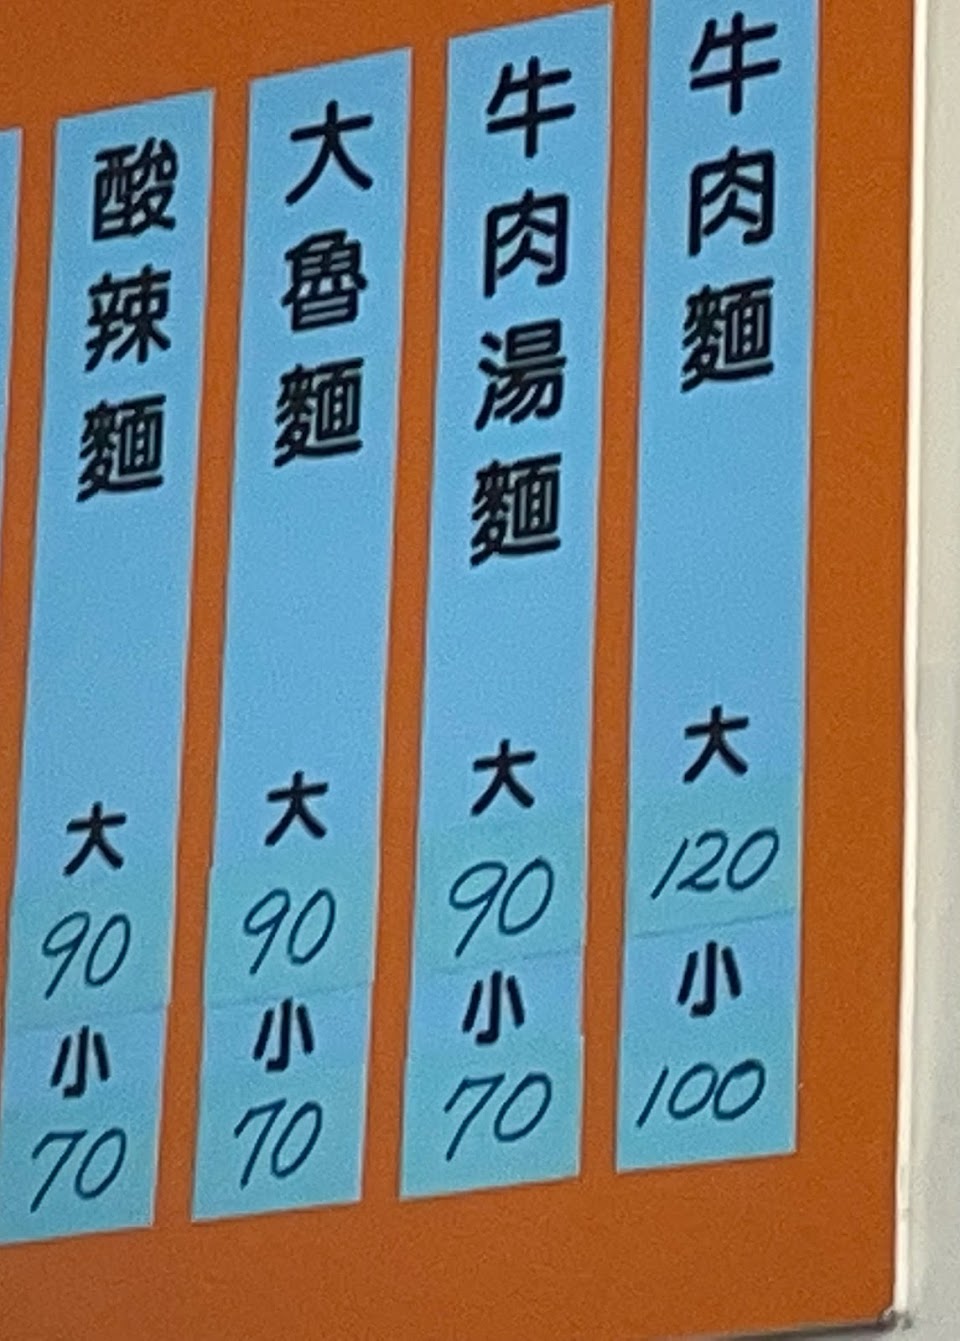 牛肉麵 大 120 小 100
牛肉湯麵 大 90 小 70
大魯麵 大 90 小 70
酸辣麵 大 90 小 70